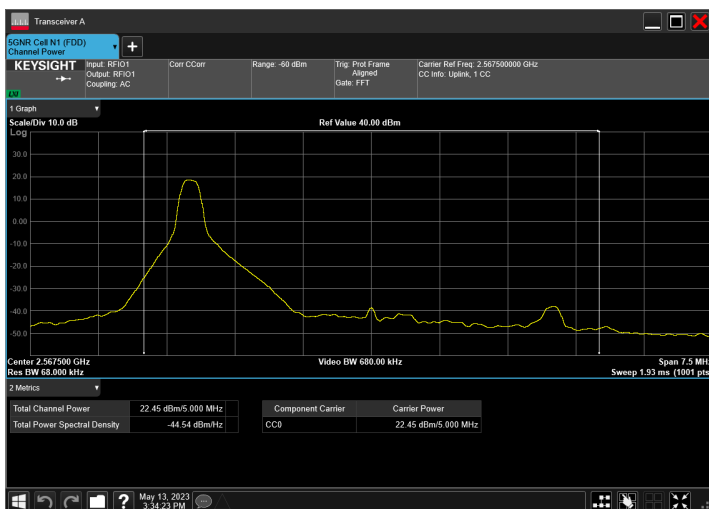 Transceiver A
5GNR Cell N1 (FDD)
Channel Power
+
KEYSIGHT
LXI
Input: RFIO1
Output: RFIO1
Coupling: AC
Corr CCorr
Range: -60 dBm
Trig: Prot Frame
Aligned
Gate: FFT
Carrier Ref Freq: 2.567500000 GHz
CC Info: Uplink, 1 CC
1 Graph
Scale/Div 10.0 dB
Ref Value 40.00 dBm
Log
30.0
20.0
10.0
0.00
-10.0
-20.0
-30.0
-40.0
-50.0
Center 2.567500 GHz
Video BW 680.00 kHz
Span 7.5 MHz
Res BW 68.000 kHz
Sweep 1.93 ms (1001 pts
2 Metrics
Total Channel Power 22.45 dBm/5.000 MHz
Total Power Spectral Density -44.54 dBm/Hz
Component Carrier Carrier Power
CC0 22.45 dBm/5.000 MHz
?
May 13, 2023
3:34:23 PM